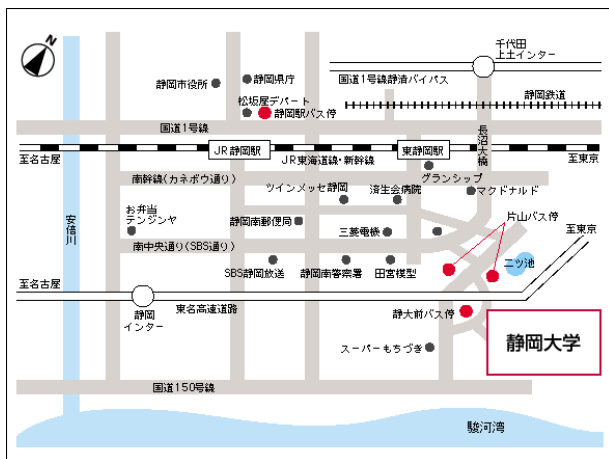 N
千代田
上土インター
静岡市役所
静岡県庁
国道1号線静清バイパス
静岡鉄道
松坂屋デパート
静岡駅バス停
国道1号線
長沼大橋
至名古屋
JR静岡駅
JR東海道線・新幹線
東静岡駅
至東京
グランシップ
南幹線(カネボウ通り)
ツインメッセ静岡
済生会病院
マクドナルド
安倍川
お弁当
テンジンヤ
静岡南郵便局
三菱電機
片山バス停
至東京
南中央通り(SBS通り)
SBS静岡放送
静岡南警察署
田宮模型
二ツ池
至名古屋
静岡
インター
東名高速道路
静大前バス停
静岡大学
スーパーもちづき
国道150号線
駿河湾